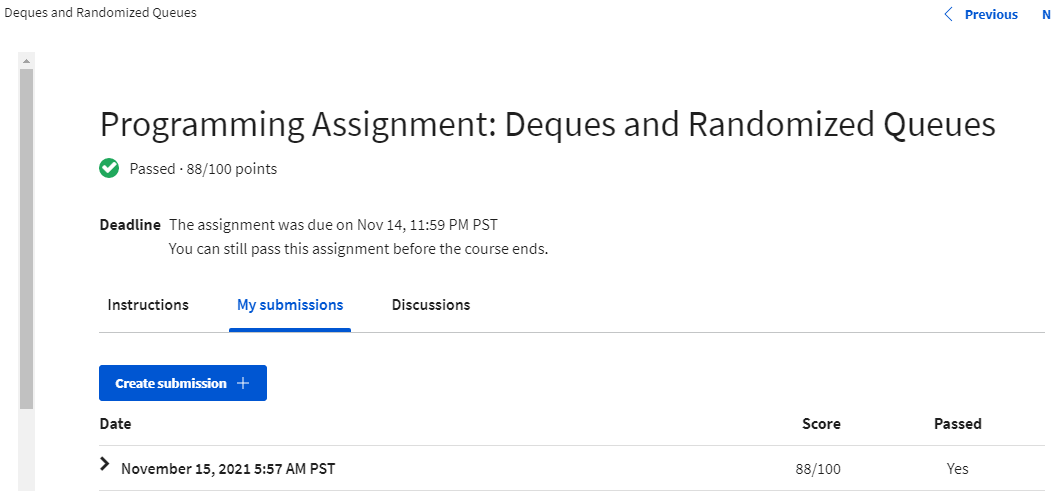 Deques and Randomized Queues
Previous N
Programming Assignment: Deques and Randomized Queues
Passed · 88/100 points
Deadline The assignment was due on Nov 14, 11:59 PM PST
You can still pass this assignment before the course ends.
Instructions My submissions Discussions
Create submission +
Date Score Passed
November 15, 2021 5:57 AM PST 88/100 Yes